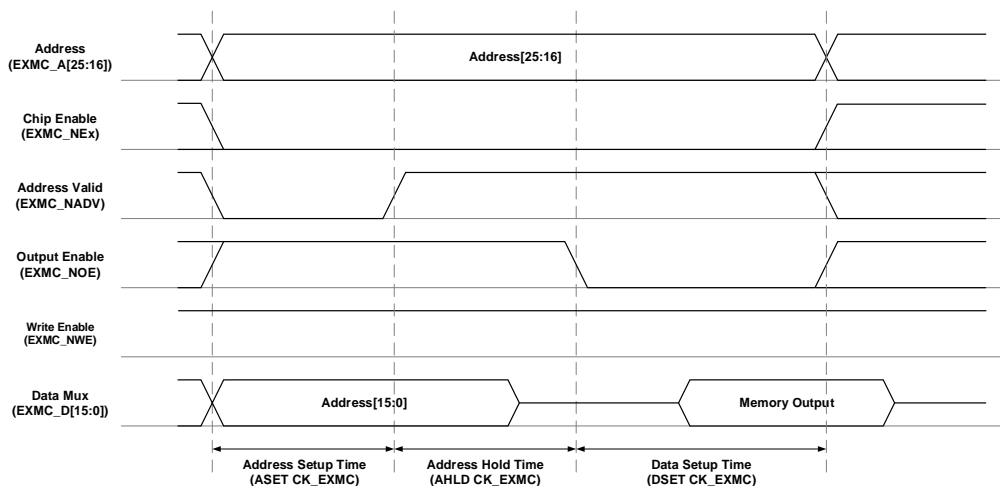 Address
(EXMC_A[25:16])
Address[25:16]
Chip Enable
(EXMC_NEx)
Address Valid
(EXMC_NADV)
Output Enable
(EXMC_NOE)
Write Enable
(EXMC_NWE)
Data Mux
(EXMC_D[15:0])
Address[15:0]
Memory Output
Address Setup Time
(ASET CK_EXMC)
Address Hold Time
(AHLD CK_EXMC)
Data Setup Time
(DSET CK_EXMC)